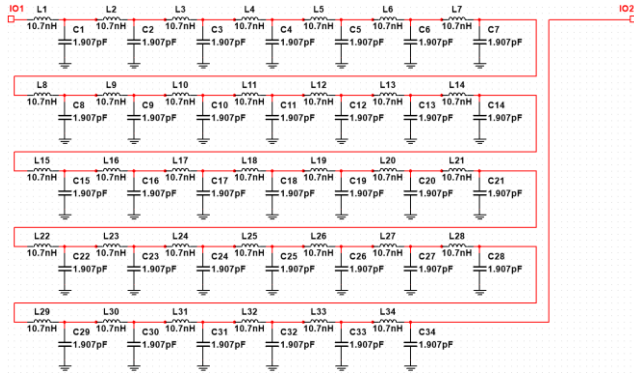 IO1 L1 L2 L3 L4 L5 L6 L7 IO2
10.7nH 10.7nH 10.7nH 10.7nH 10.7nH 10.7nH 10.7nH
C1 C2 C3 C4 C5 C6 C7
1.907pF 1.907pF 1.907pF 1.907pF 1.907pF 1.907pF 1.907pF
L8 L9 L10 L11 L12 L13 L14
10.7nH 10.7nH 10.7nH 10.7nH 10.7nH 10.7nH 10.7nH
C8 C9 C10 C11 C12 C13 C14
1.907pF 1.907pF 1.907pF 1.907pF 1.907pF 1.907pF 1.907pF
L15 L16 L17 L18 L19 L20 L21
10.7nH 10.7nH 10.7nH 10.7nH 10.7nH 10.7nH 10.7nH
C15 C16 C17 C18 C19 C20 C21
1.907pF 1.907pF 1.907pF 1.907pF 1.907pF 1.907pF 1.907pF
L22 L23 L24 L25 L26 L27 L28
10.7nH 10.7nH 10.7nH 10.7nH 10.7nH 10.7nH 10.7nH
C22 C23 C24 C25 C26 C27 C28
1.907pF 1.907pF 1.907pF 1.907pF 1.907pF 1.907pF 1.907pF
L29 L30 L31 L32 L33 L34
10.7nH 10.7nH 10.7nH 10.7nH 10.7nH 10.7nH
C29 C30 C31 C32 C33 C34
1.907pF 1.907pF 1.907pF 1.907pF 1.907pF 1.907pF